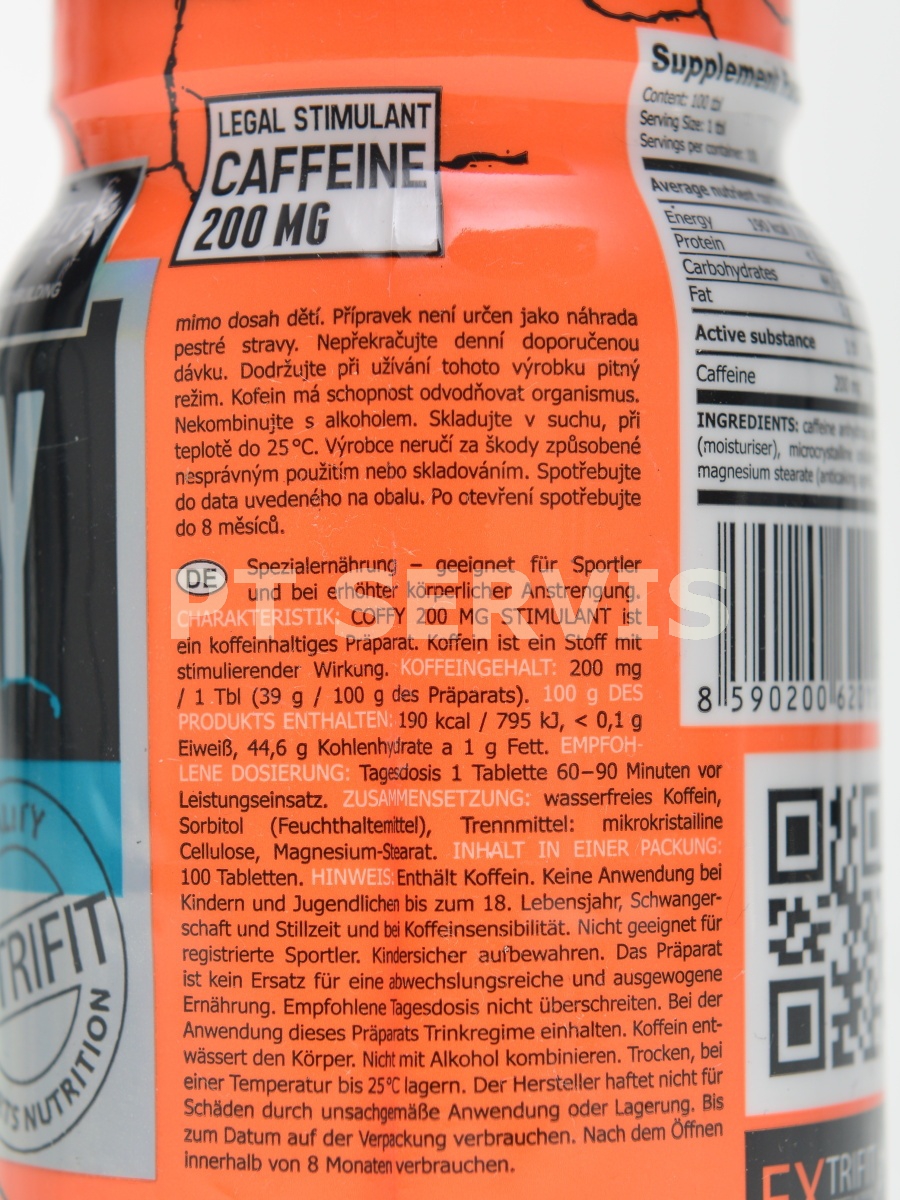 LEGAL STIMULANT
CAFFEINE
200 MG
mimo dosah dětí. Přípravek není určen jako náhrada
pestré stravy. Nepřekračujte denní doporučenou
dávku. Dodržujte při užívání tohoto výrobku pitný
režim. Kofein má schopnost odvodňovat organismus.
Nekombinujte s alkoholem. Skladujte v suchu, při
teplotě do 25°C. Výrobce neručí za škody způsobené
nesprávným použitím nebo skladováním. Spotřebujte
do data uvedeného na obalu. Po otevření spotřebujte
do 8 měsíců.
DE Spezialernährung – geeignet für Sportler
und bei erhöhter körperlicher Anstrengung.
CHARAKTERISTIK: COFFY 200 MG STIMULANT ist
ein koffeinhaltiges Präparat. Koffein ist ein Stoff mit
stimulierender Wirkung. KOFFEINGEHALT: 200 mg
/ 1 Tbl (39 g / 100 g des Präparats). 100 g DES
PRODUKTS ENTHALTEN: 190 kcal / 795 kJ, < 0,1 g
Eiweiß, 44,6 g Kohlenhydrate a 1 g Fett. EMPFOH-
LENE DOSIERUNG: Tagesdosis 1 Tablette 60–90 Minuten vor
Leistungseinsatz. ZUSAMMENSETZUNG: wasserfreies Koffein,
Sorbitol (Feuchthaltemittel), Trennmittel: mikrokristalline
Cellulose, Magnesium-Stearat. INHALT IN EINER PACKUNG:
100 Tabletten. HINWEIS: Enthält Koffein. Keine Anwendung bei
Kindern und Jugendlichen bis zum 18. Lebensjahr, Schwanger-
schaft und Stillzeit und bei Koffeinsensibilität. Nicht geeignet für
registrierte Sportler. Kindersicher aufbewahren. Das Präparat
ist kein Ersatz für eine abwechslungsreiche und ausgewogene
Ernährung. Empfohlene Tagesdosis nicht überschreiten. Bei der
Anwendung dieses Präparats Trinkregime einhalten. Koffein ent-
wässert den Körper. Nicht mit Alkohol kombinieren. Trocken, bei
einer Temperatur bis 25°C lagern. Der Hersteller haftet nicht für
Schäden durch unsachgemäße Anwendung oder Lagerung. Bis
zum Datum auf der Verpackung verbrauchen. Nach dem Öffnen
innerhalb von 8 Monaten verbrauchen.
PT SERVIS
Supplement
Content: 100 tbl
Serving Size: 1 tbl
Servings per container:
Average nutrient
Energy 190 kcal
Protein
Carbohydrates
Fat
Active substance
Caffeine 200 mg
INGREDIENTS: caffeine
(moisturiser), microcrystalline
magnesium stearate
8 590200 620
EXTRIFIT
TRIFIT
NUTRITION